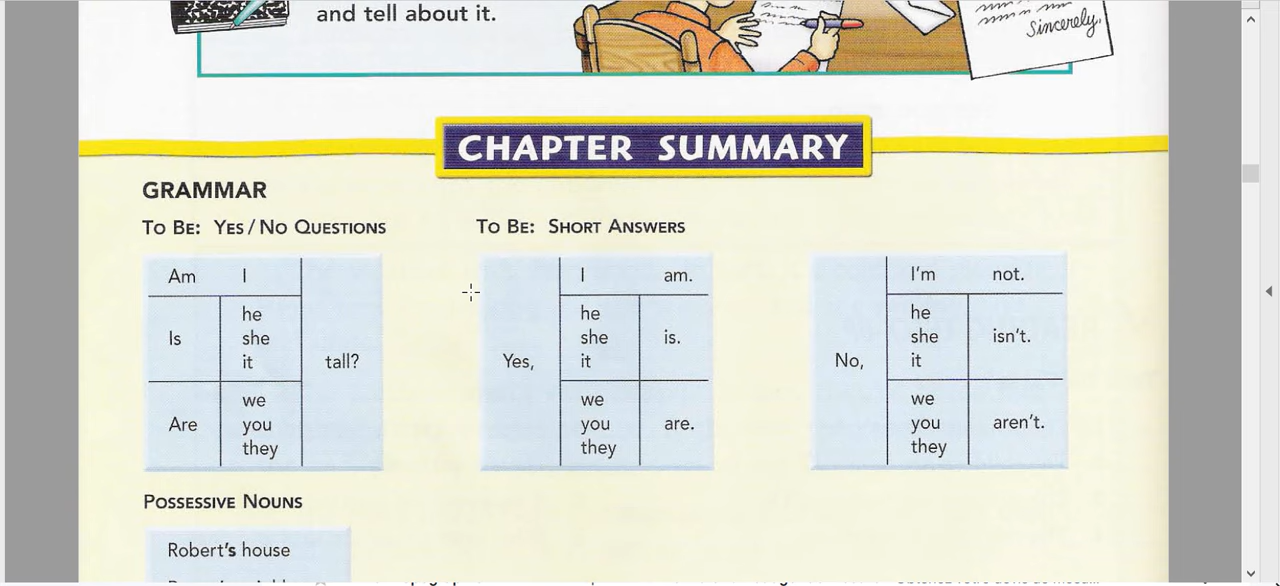 and tell about it.
Sincerely,
CHAPTER SUMMARY
GRAMMAR
TO BE: YES / NO QUESTIONS
Am I
Is
he
she
it
tall?
Are
we
you
they
TO BE: SHORT ANSWERS
Yes,
I am.
he
she
it
is.
we
you
they
are.
No,
I'm not.
he
she
it
isn't.
we
you
they
aren't.
POSSESSIVE NOUNS
Robert's house